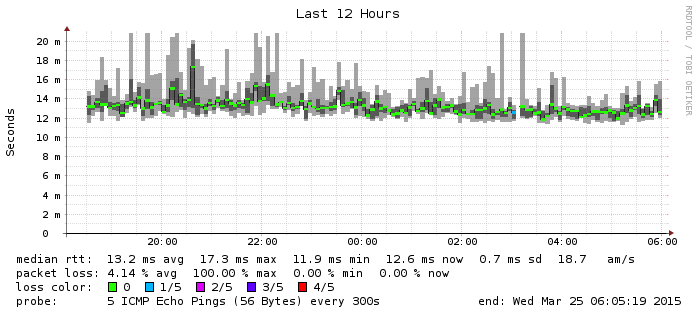 Last 12 Hours
RRDTOOL / TOBI OETIKER
Seconds
20 m
18 m
16 m
14 m
12 m
10 m
8 m
6 m
4 m
2 m
0
20:00 22:00 00:00 02:00 04:00 06:00
median rtt: 13.2 ms avg 17.3 ms max 11.9 ms min 12.6 ms now 0.7 ms sd 18.7 am/s
packet loss: 4.14 % avg 100.00 % max 0.00 % min 0.00 % now
loss color: 0 1/5 2/5 3/5 4/5
probe: 5 ICMP Echo Pings (56 Bytes) every 300s end: Wed Mar 25 06:05:19 2015